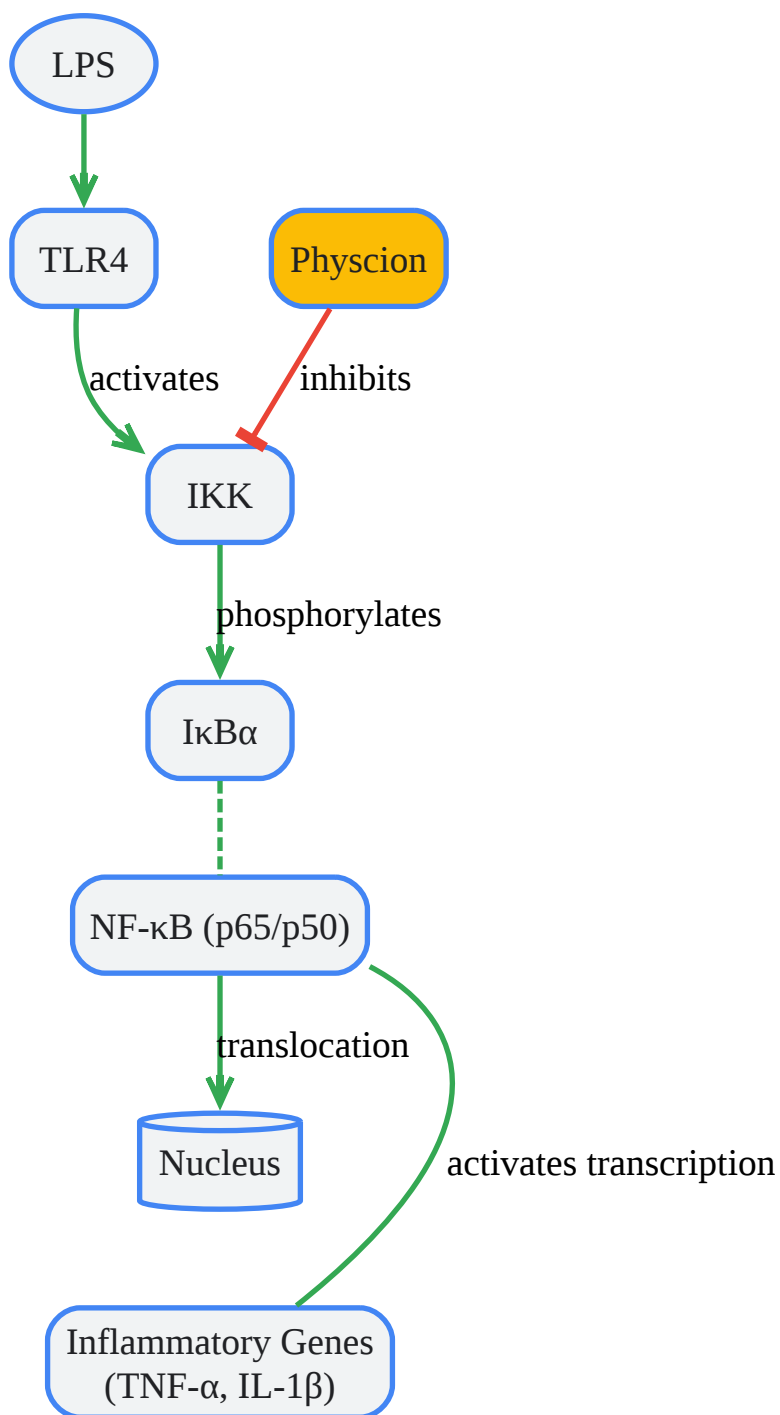 LPS
TLR4
Physcion
activates
inhibits
IKK
phosphorylates
IκBα
NF-κB (p65/p50)
translocation
Nucleus
activates transcription
Inflammatory Genes
(TNF-α, IL-1β)